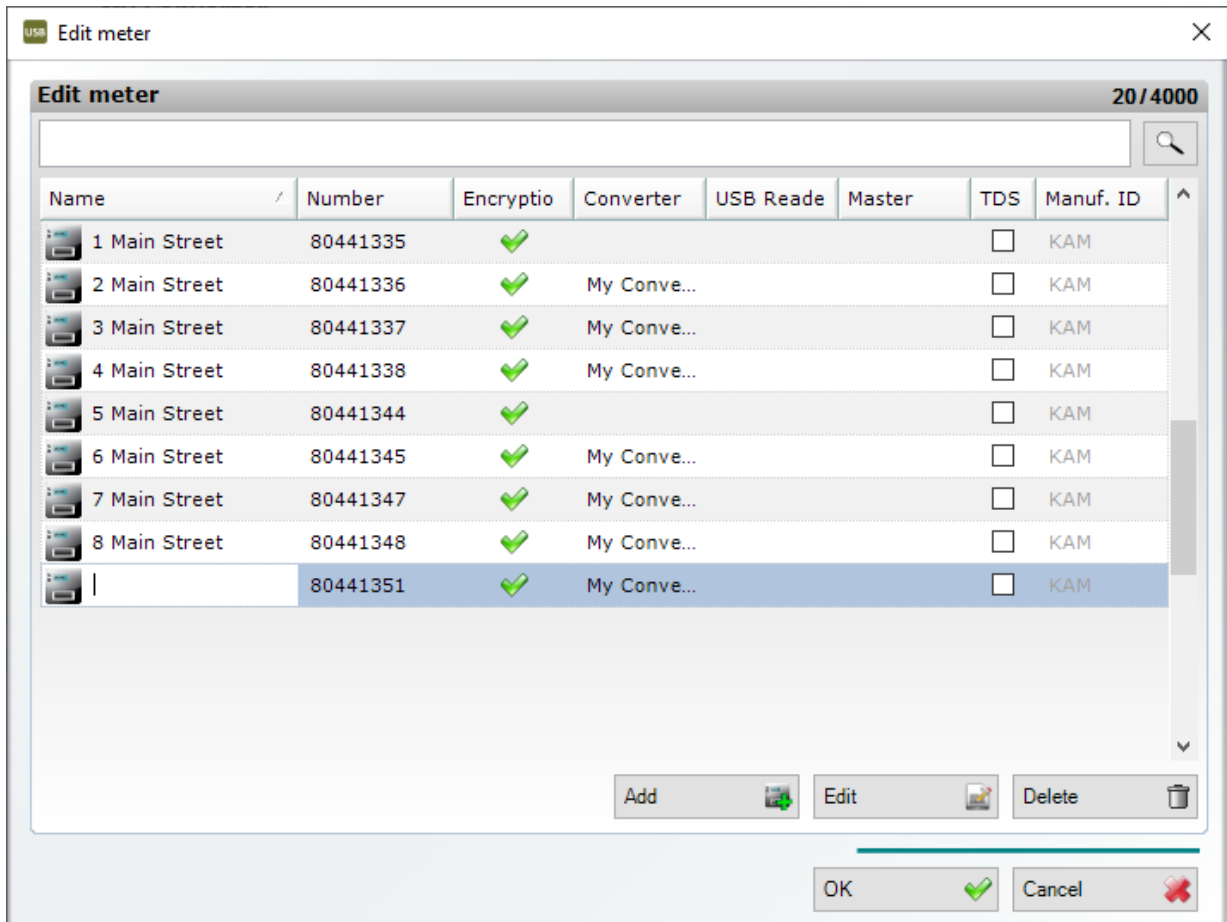 USB Edit meter
Edit meter 20/4000
Name Number Encryptio Converter USB Reade Master TDS Manuf. ID
1 Main Street 80441335 KAM
2 Main Street 80441336 My Conve... KAM
3 Main Street 80441337 My Conve... KAM
4 Main Street 80441338 My Conve... KAM
5 Main Street 80441344 KAM
6 Main Street 80441345 My Conve... KAM
7 Main Street 80441347 My Conve... KAM
8 Main Street 80441348 My Conve... KAM
80441351 My Conve... KAM
Add Edit Delete
OK Cancel